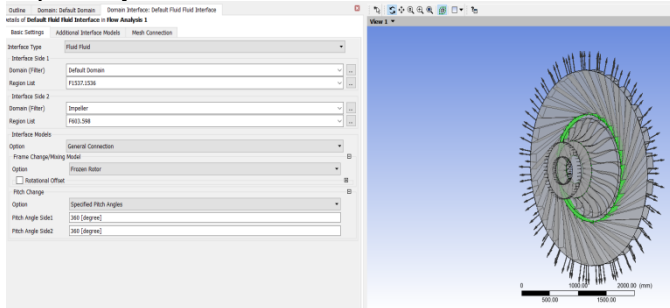 Outline Domain: Default Domain Domain Interface: Default Fluid Fluid Interface
Details of Default Fluid Fluid Interface in Flow Analysis 1
Basic Settings Additional Interface Models Mesh Connection
Interface Type Fluid Fluid
Interface Side 1
Domain (Filter) Default Domain
Region List F1537.1536
Interface Side 2
Domain (Filter) Impeller
Region List F603.598
Interface Models
Option General Connection
Frame Change/Mixing Model
Option Frozen Rotor
Rotational Offset
Pitch Change
Option Specified Pitch Angles
Pitch Angle Side1 360 [degree]
Pitch Angle Side2 360 [degree]
View 1
0 1000.00 2000.00 (mm)
500.00 1500.00